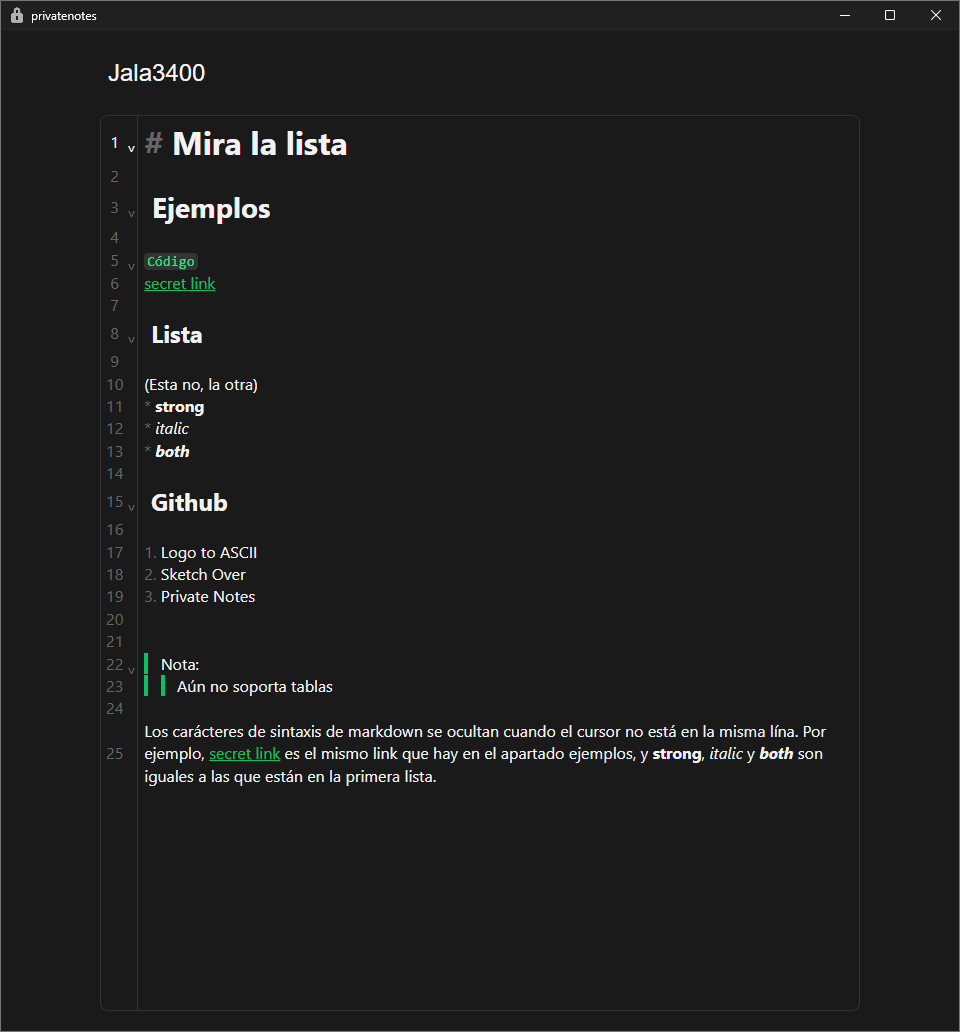 privatenotes
Jala3400
1 v # Mira la lista
2
3 v Ejemplos
4
5 v Código
6 secret link
7
8 v Lista
9
10 (Esta no, la otra)
11 * strong
12 * italic
13 * both
14
15 v Github
16
17 1. Logo to ASCII
18 2. Sketch Over
19 3. Private Notes
20
21
22 v Nota:
23 Aún no soporta tablas
24
Los carácteres de sintaxis de markdown se ocultan cuando el cursor no está en la misma lína. Por
25 ejemplo, secret link es el mismo link que hay en el apartado ejemplos, y strong, italic y both son
iguales a las que están en la primera lista.